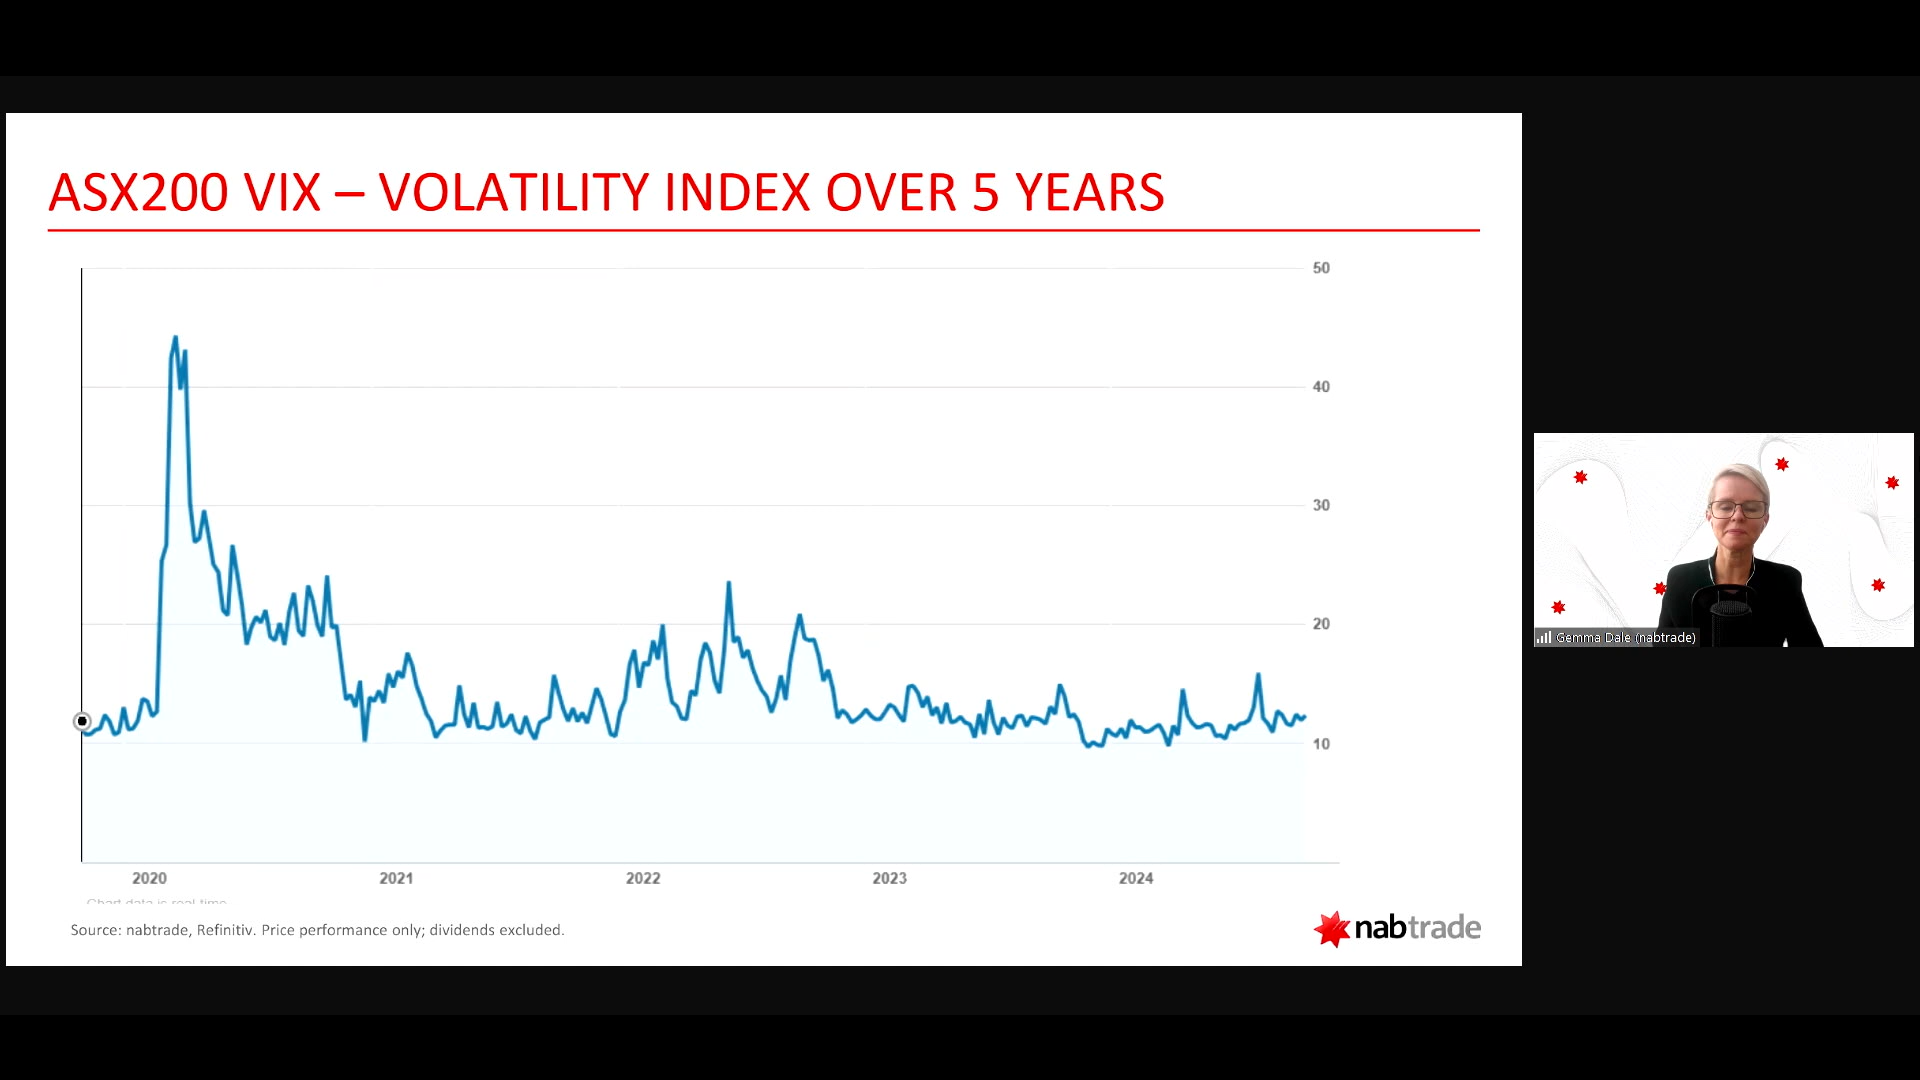 ASX200 VIX – VOLATILITY INDEX OVER 5 YEARS
50
40
30
20
10
2020 2021 2022 2023 2024
Chart data is real-time
Source: nabtrade, Refinitiv. Price performance only; dividends excluded.
nabtrade
Gemma Dale (nabtrade)